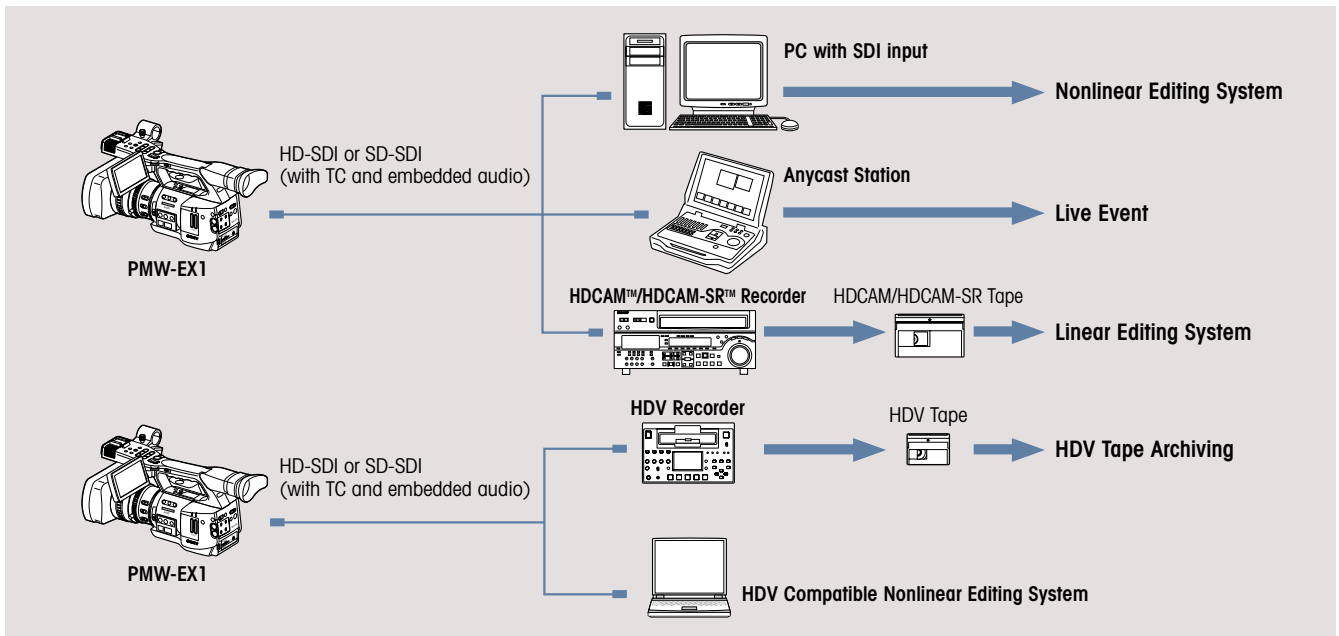 PC with SDI input
Nonlinear Editing System
HD-SDI or SD-SDI
(with TC and embedded audio)
Anycast Station
Live Event
PMW-EX1
HDCAM™/HDCAM-SR™ Recorder
HDCAM/HDCAM-SR Tape
Linear Editing System
HDV Recorder
HDV Tape
HDV Tape Archiving
HD-SDI or SD-SDI
(with TC and embedded audio)
PMW-EX1
HDV Compatible Nonlinear Editing System